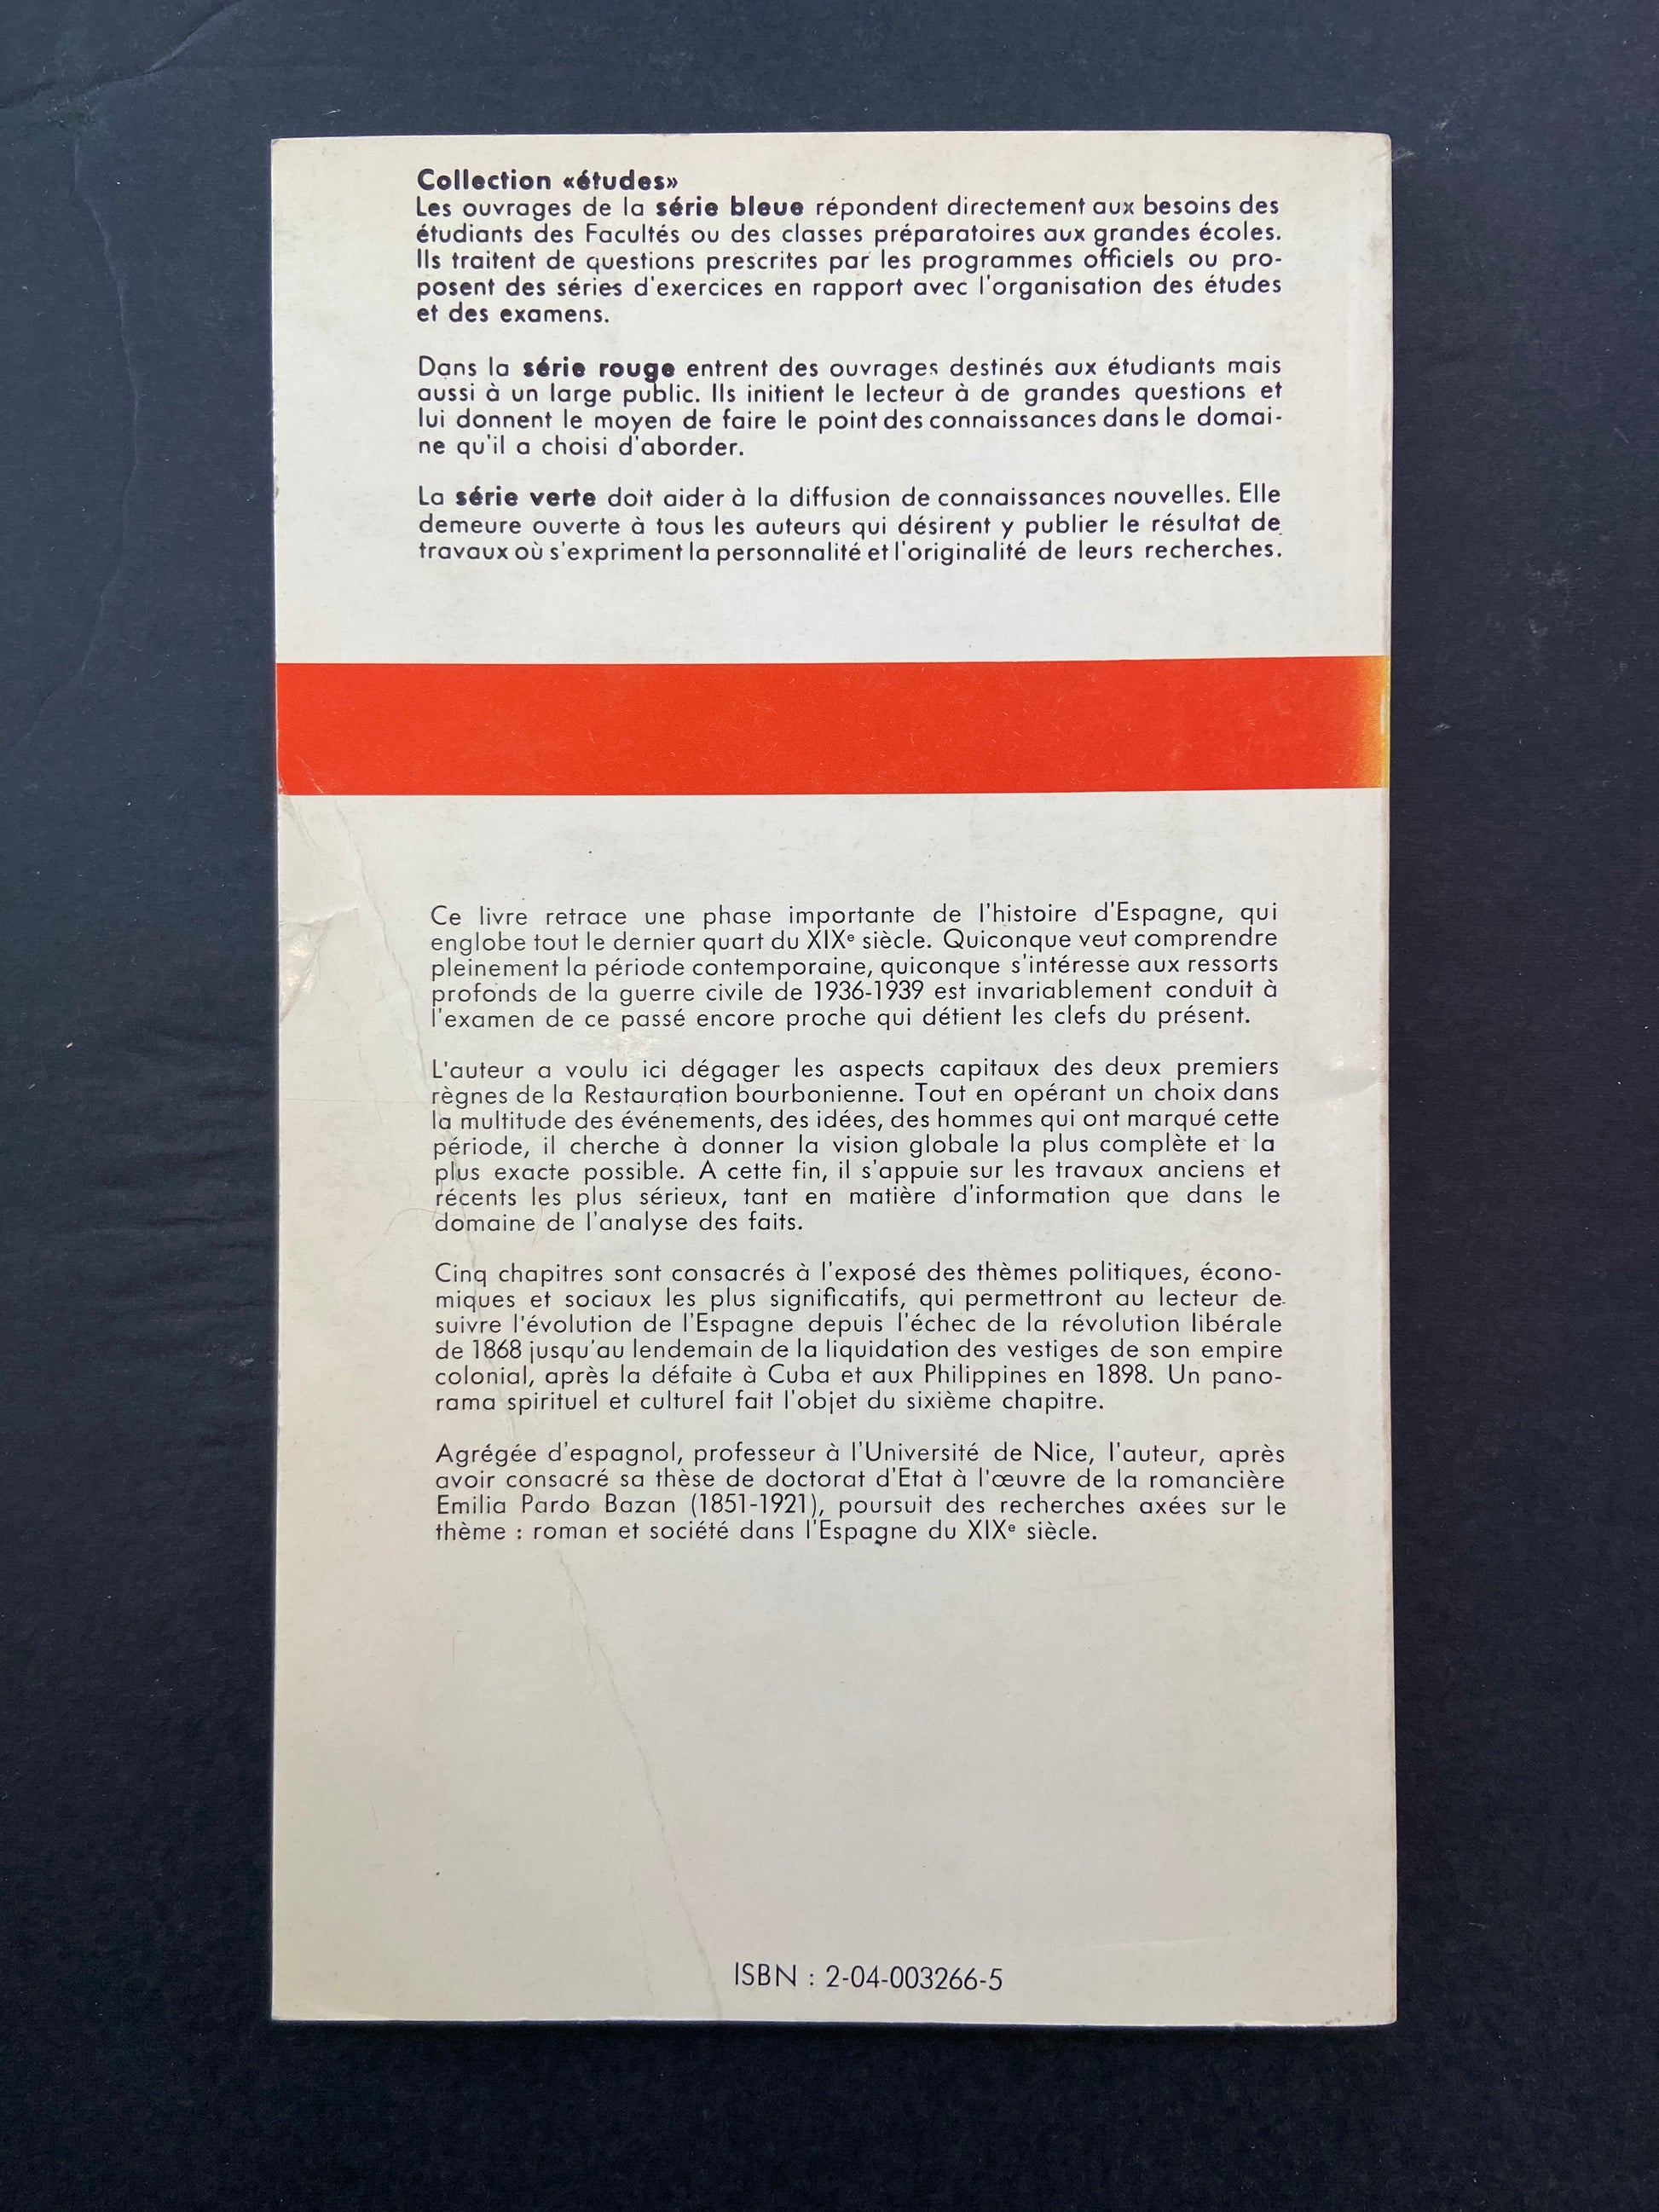 Collection «études»
Les ouvrages de la série bleue répondent directement aux besoins des
étudiants des Facultés ou des classes préparatoires aux grandes écoles.
Ils traitent de questions prescrites par les programmes officiels ou pro-
posent des séries d'exercices en rapport avec l'organisation des études
et des examens.
Dans la série rouge entrent des ouvrages destinés aux étudiants mais
aussi à un large public. Ils initient le lecteur à de grandes questions et
lui donnent le moyen de faire le point des connaissances dans le domai-
ne qu'il a choisi d'aborder.
La série verte doit aider à la diffusion de connaissances nouvelles. Elle
demeure ouverte à tous les auteurs qui désirent y publier le résultat de
travaux où s'expriment la personnalité et l'originalité de leurs recherches.
Ce livre retrace une phase importante de l'histoire d'Espagne, qui
englobe tout le dernier quart du XIXe siècle. Quiconque veut comprendre
pleinement la période contemporaine, quiconque s'intéresse aux ressorts
profonds de la guerre civile de 1936-1939 est invariablement conduit à
l'examen de ce passé encore proche qui détient les clefs du présent.
L'auteur a voulu ici dégager les aspects capitaux des deux premiers
règnes de la Restauration bourbonienne. Tout en opérant un choix dans
la multitude des événements, des idées, des hommes qui ont marqué cette
période, il cherche à donner la vision globale la plus complète et la
plus exacte possible. A cette fin, il s'appuie sur les travaux anciens et
récents les plus sérieux, tant en matière d'information que dans le
domaine de l'analyse des faits.
Cinq chapitres sont consacrés à l'exposé des thèmes politiques, écono-
miques et sociaux les plus significatifs, qui permettront au lecteur de
suivre l'évolution de l'Espagne depuis l'échec de la révolution libérale
de 1868 jusqu'au lendemain de la liquidation des vestiges de son empire
colonial, après la défaite à Cuba et aux Philippines en 1898. Un pano-
rama spirituel et culturel fait l'objet du sixième chapitre.
Agrégée d'espagnol, professeur à l'Université de Nice, l'auteur, après
avoir consacré sa thèse de doctorat d'Etat à l'œuvre de la romancière
Emilia Pardo Bazan (1851-1921), poursuit des recherches axées sur le
thème : roman et société dans l'Espagne du XIXe siècle.
ISBN : 2-04-003266-5